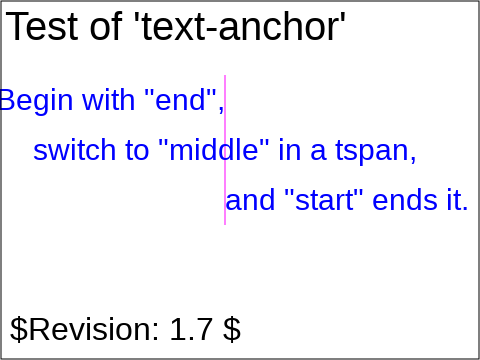 Test of 'text-anchor'
Begin with "end",
switch to "middle" in a tspan,
and "start" ends it.
$Revision: 1.7 $